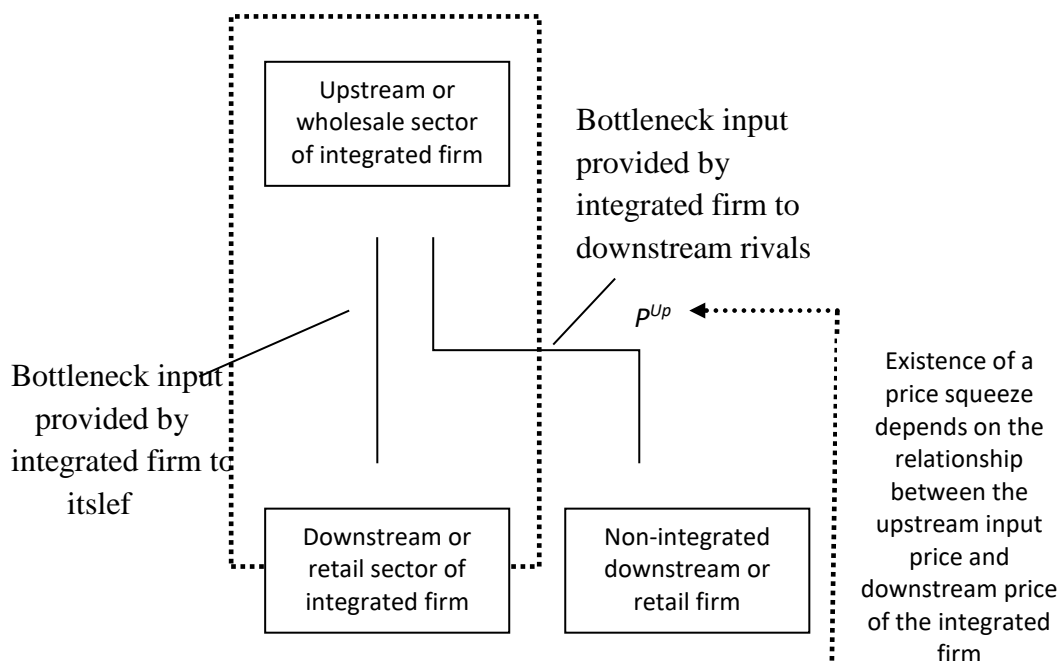 Upstream or
wholesale sector
of integrated firm
Bottleneck input
provided by
integrated firm to
downstream rivals
P^Up
Bottleneck input
provided by
integrated firm to
itslef
Existence of a
price squeeze
depends on the
relationship
between the
upstream input
price and
downstream price
of the integrated
firm
Downstream or
retail sector of
integrated firm
Non-integrated
downstream or
retail firm